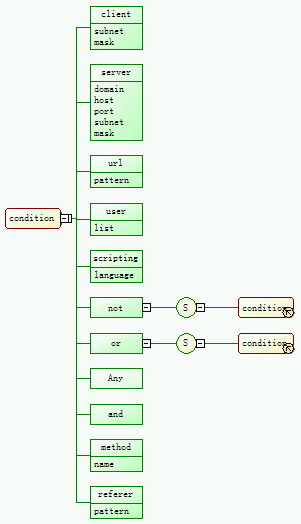 client
subnet
mask
server
domain
host
port
subnet
mask
url
pattern
user
list
condition
scripting
language
not
S
condition
or
S
condition
Any
and
method
name
referer
pattern